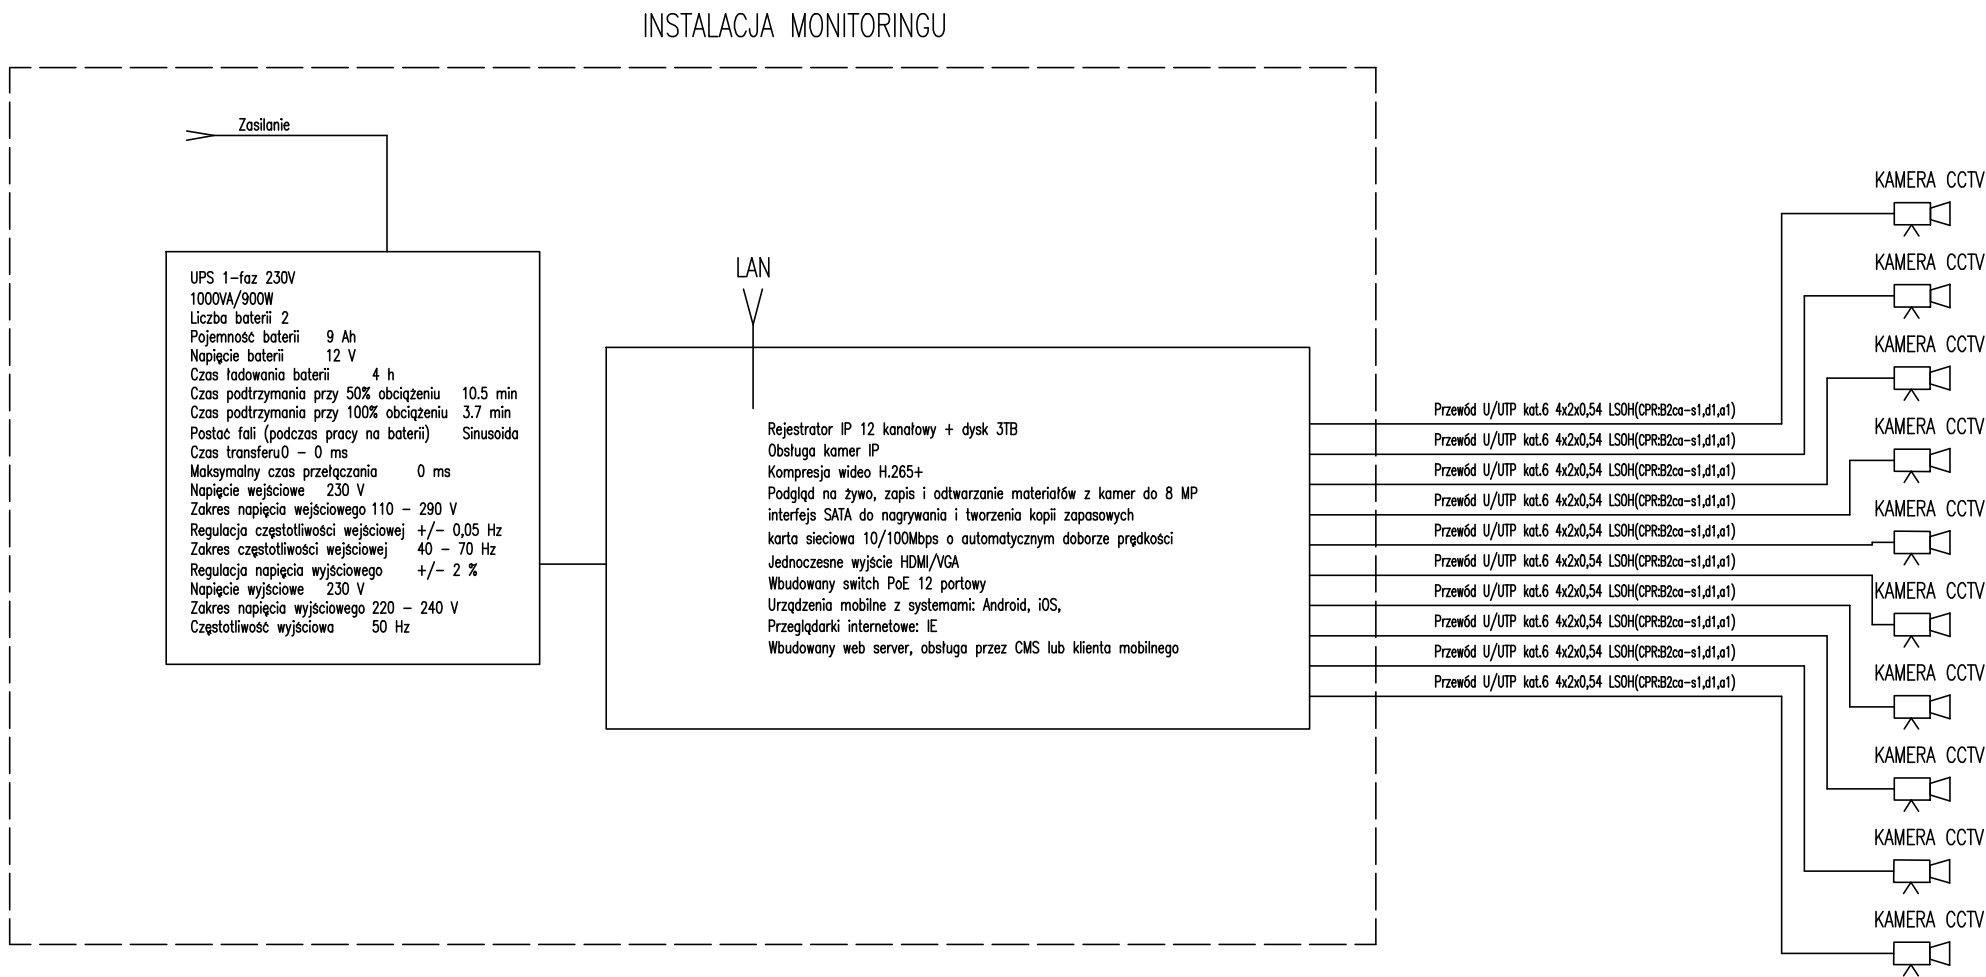 INSTALACJA MONITORINGU
Zasilanie
UPS 1-faz 230V
1000VA/900W
Liczba baterii 2
Pojemność baterii 9 Ah
Napięcie baterii 12 V
Czas ładowania baterii 4 h
Czas podtrzymania przy 50% obciążeniu 10.5 min
Czas podtrzymania przy 100% obciążeniu 3.7 min
Postać fali (podczas pracy na baterii) Sinusoida
Czas transferu0 - 0 ms
Maksymalny czas przełączania 0 ms
Napięcie wejściowe 230 V
Zakres napięcia wejściowego 110 - 290 V
Regulacja częstotliwości wejściowej +/- 0,05 Hz
Zakres częstotliwości wejściowej 40 - 70 Hz
Regulacja napięcia wyjściowego +/- 2 %
Napięcie wyjściowe 230 V
Zakres napięcia wyjściowego 220 - 240 V
Częstotliwość wyjściowa 50 Hz
LAN
Rejestrator IP 12 kanałowy + dysk 3TB
Obsługa kamer IP
Kompresja wideo H.265+
Podgląd na żywo, zapis i odtwarzanie materiałów z kamer do 8 MP
interfejs SATA do nagrywania i tworzenia kopii zapasowych
karta sieciowa 10/100Mbps o automatycznym doborze prędkości
Jednoczesne wyjście HDMI/VGA
Wbudowany switch PoE 12 portowy
Urządzenia mobilne z systemami: Android, iOS,
Przeglądarki internetowe: IE
Wbudowany web server, obsługa przez CMS lub klienta mobilnego
Przewód U/UTP kat.6 4x2x0,54 LSOH(CPR:B2ca-s1,d1,a1)
Przewód U/UTP kat.6 4x2x0,54 LSOH(CPR:B2ca-s1,d1,a1)
Przewód U/UTP kat.6 4x2x0,54 LSOH(CPR:B2ca-s1,d1,a1)
Przewód U/UTP kat.6 4x2x0,54 LSOH(CPR:B2ca-s1,d1,a1)
Przewód U/UTP kat.6 4x2x0,54 LSOH(CPR:B2ca-s1,d1,a1)
Przewód U/UTP kat.6 4x2x0,54 LSOH(CPR:B2ca-s1,d1,a1)
Przewód U/UTP kat.6 4x2x0,54 LSOH(CPR:B2ca-s1,d1,a1)
Przewód U/UTP kat.6 4x2x0,54 LSOH(CPR:B2ca-s1,d1,a1)
Przewód U/UTP kat.6 4x2x0,54 LSOH(CPR:B2ca-s1,d1,a1)
Przewód U/UTP kat.6 4x2x0,54 LSOH(CPR:B2ca-s1,d1,a1)
KAMERA CCTV
KAMERA CCTV
KAMERA CCTV
KAMERA CCTV
KAMERA CCTV
KAMERA CCTV
KAMERA CCTV
KAMERA CCTV
KAMERA CCTV
KAMERA CCTV